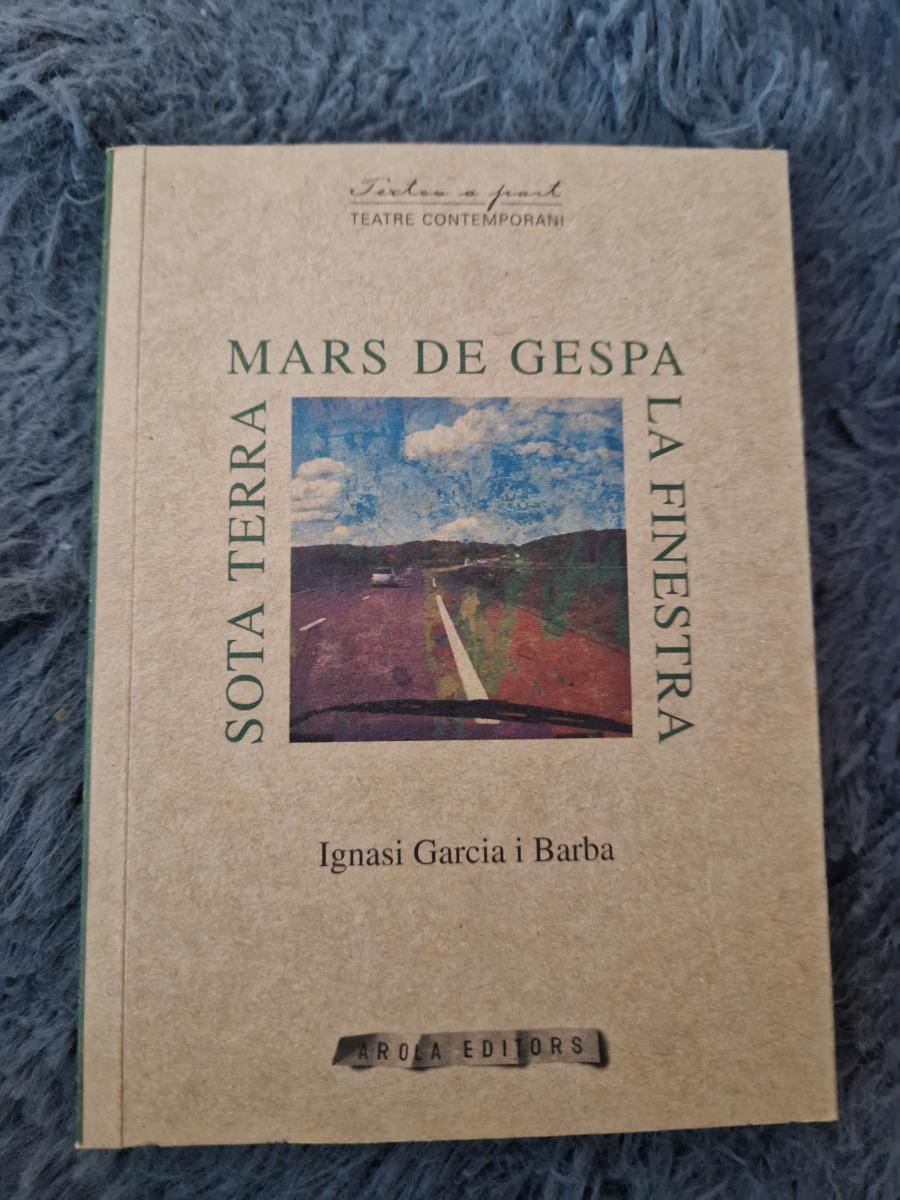 Textos a part
TEATRE CONTEMPORANI
SOTA TERRA
MARS DE GESPA
LA FINESTRA
Ignasi Garcia i Barba
AROLA EDITORS